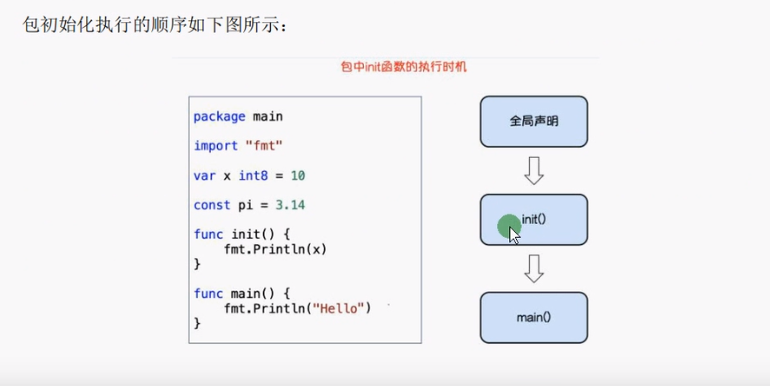 包初始化执行的顺序如下图所示：
包中init函数的执行时机
package main
import "fmt"
var x int8 = 10
const pi = 3.14
func init() {
fmt.Println(x)
}
func main() {
fmt.Println("Hello")
}
全局声明
init()
main()